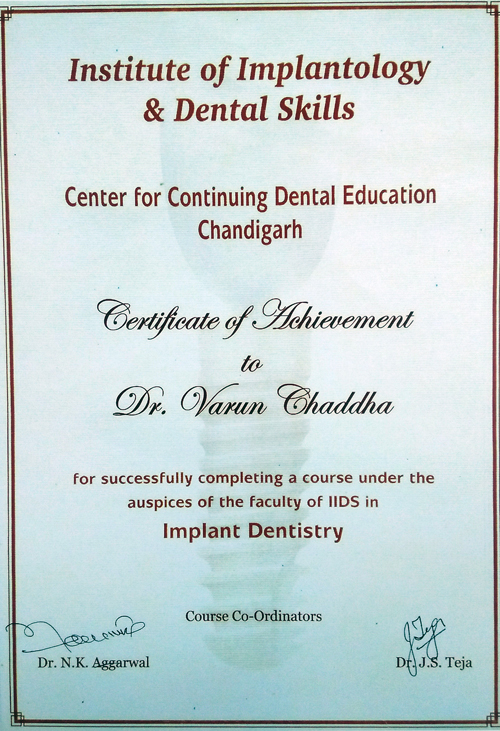 Institute of Implantology
& Dental Skills
Center for Continuing Dental Education
Chandigarh
Certificate of Achievement
to
Dr. Varun Chaddha
for successfully completing a course under the
auspices of the faculty of IIDS in
Implant Dentistry
Course Co-Ordinators
Dr. N.K. Aggarwal
Dr. J.S. Teja